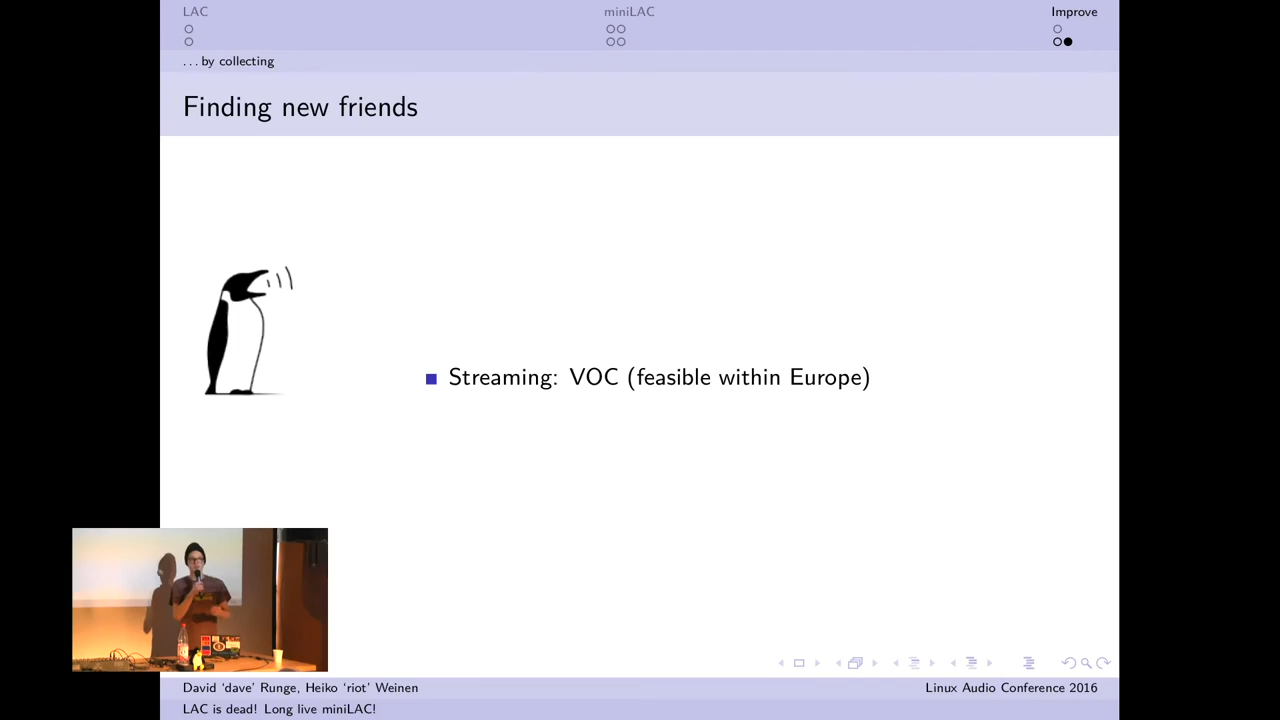 LAC
miniLAC
Improve
. . . by collecting
Finding new friends
Streaming: VOC (feasible within Europe)
David ‘dave’ Runge, Heiko ‘riot’ Weinen
Linux Audio Conference 2016
LAC is dead! Long live miniLAC!